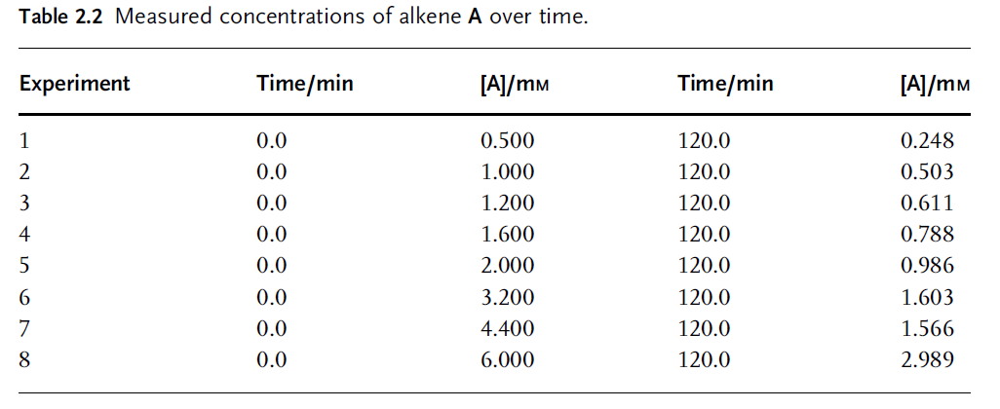 Table 2.2 Measured concentrations of alkene A over time.
Experiment Time/min [A]/mM Time/min [A]/mM
1 0.0 0.500 120.0 0.248
2 0.0 1.000 120.0 0.503
3 0.0 1.200 120.0 0.611
4 0.0 1.600 120.0 0.788
5 0.0 2.000 120.0 0.986
6 0.0 3.200 120.0 1.603
7 0.0 4.400 120.0 1.566
8 0.0 6.000 120.0 2.989